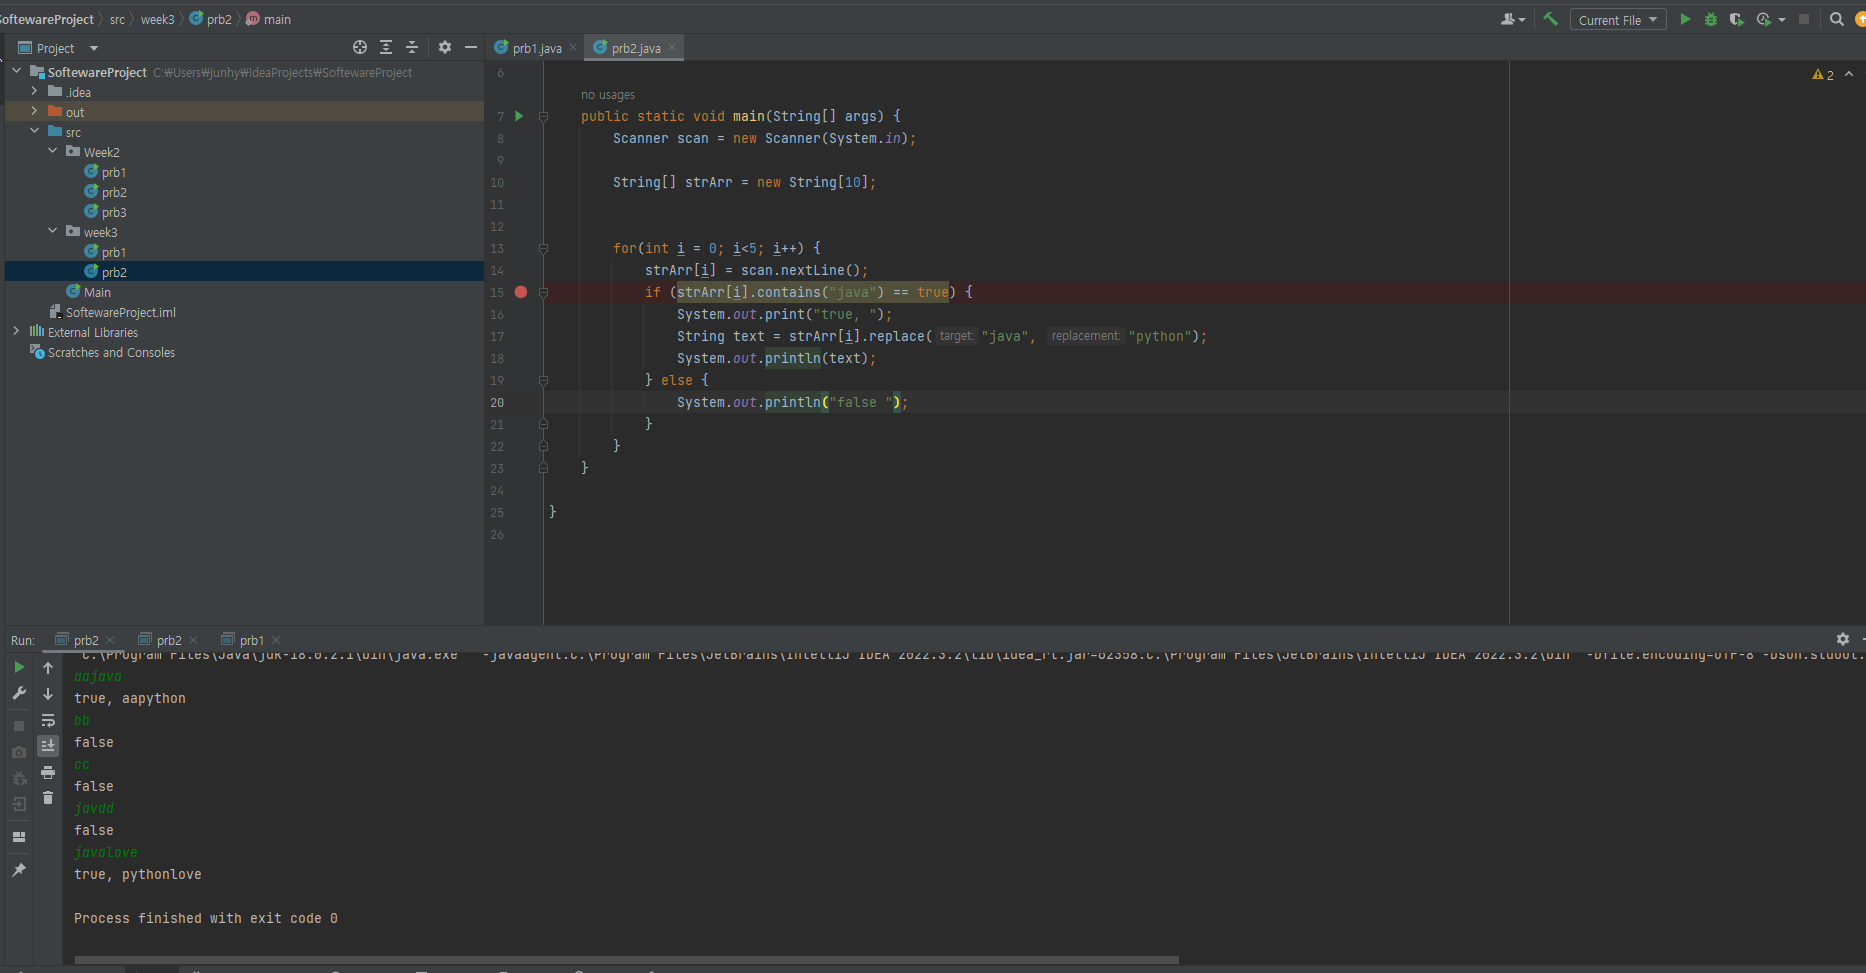 SoftewareProject src week3 prb2 main
Current File
Project
prb1.java prb2.java
SoftewareProject C:₩Users₩junhy₩IdeaProjects₩SoftewareProject
.idea
out
src
Week2
prb1
prb2
prb3
week3
prb1
prb2
Main
SoftewareProject.iml
External Libraries
Scratches and Consoles
2
6
no usages
7 public static void main(String[] args) {
8 Scanner scan = new Scanner(System.in);
9
10 String[] strArr = new String[10];
11
12
13 for(int i = 0; i<5; i++) {
14 strArr[i] = scan.nextLine();
15 if (strArr[i].contains("java") == true) {
16 System.out.print("true, ");
17 String text = strArr[i].replace( target: "java", replacement: "python");
18 System.out.println(text);
19 } else {
20 System.out.println("false ");
21 }
22 }
23 }
24
25 }
26
Run: prb2 prb2 prb1
"C:\Program Files\Java\jdk-18.0.2.1\bin\java.exe" "-javaagent:C:\Program Files\JetBrains\IntelliJ IDEA 2022.3.2\lib\idea_rt.jar=62358:C:\Program Files\JetBrains\IntelliJ IDEA 2022.3.2\bin" -Dfile.encoding=UTF-8 -Dsun.stdout.
aajava
true, aapython
bb
false
cc
false
javdd
false
javalove
true, pythonlove
Process finished with exit code 0